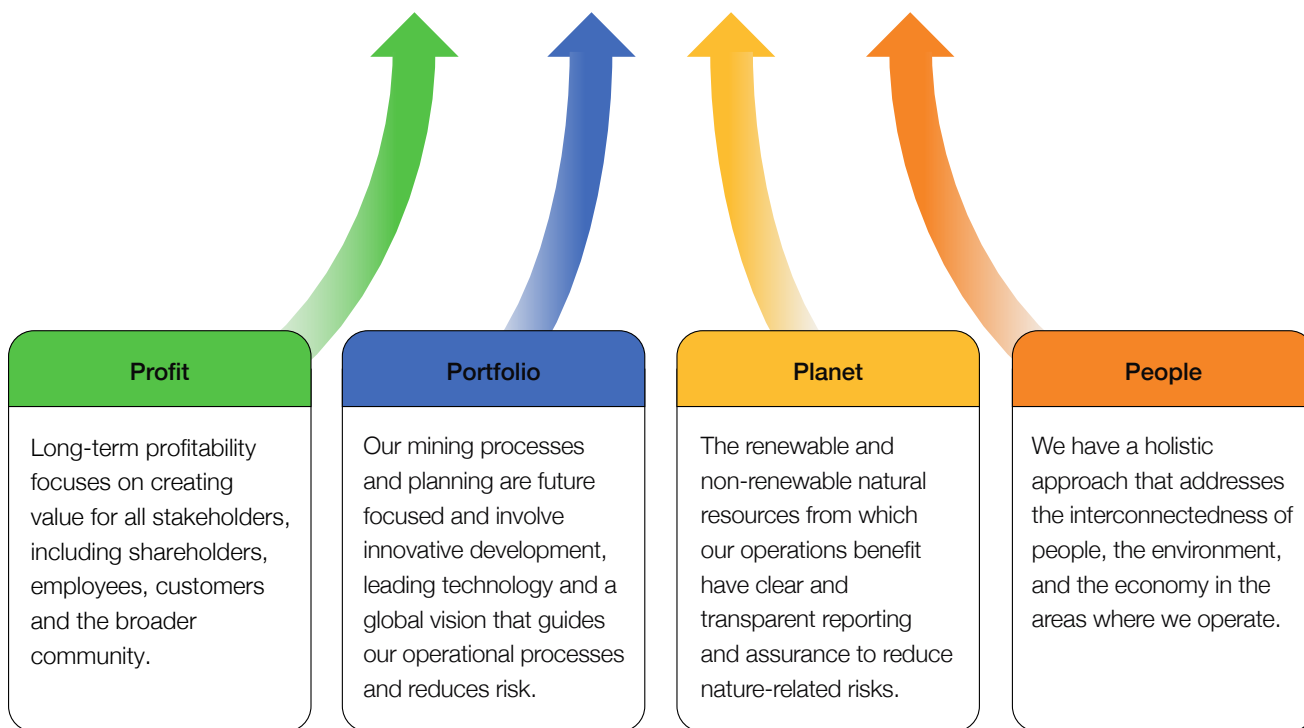 Profit
Long-term profitability
focuses on creating
value for all stakeholders,
including shareholders,
employees, customers
and the broader
community.
Portfolio
Our mining processes
and planning are future
focused and involve
innovative development,
leading technology and a
global vision that guides
our operational processes
and reduces risk.
Planet
The renewable and
non-renewable natural
resources from which
our operations benefit
have clear and
transparent reporting
and assurance to reduce
nature-related risks.
People
We have a holistic
approach that addresses
the interconnectedness of
people, the environment,
and the economy in the
areas where we operate.